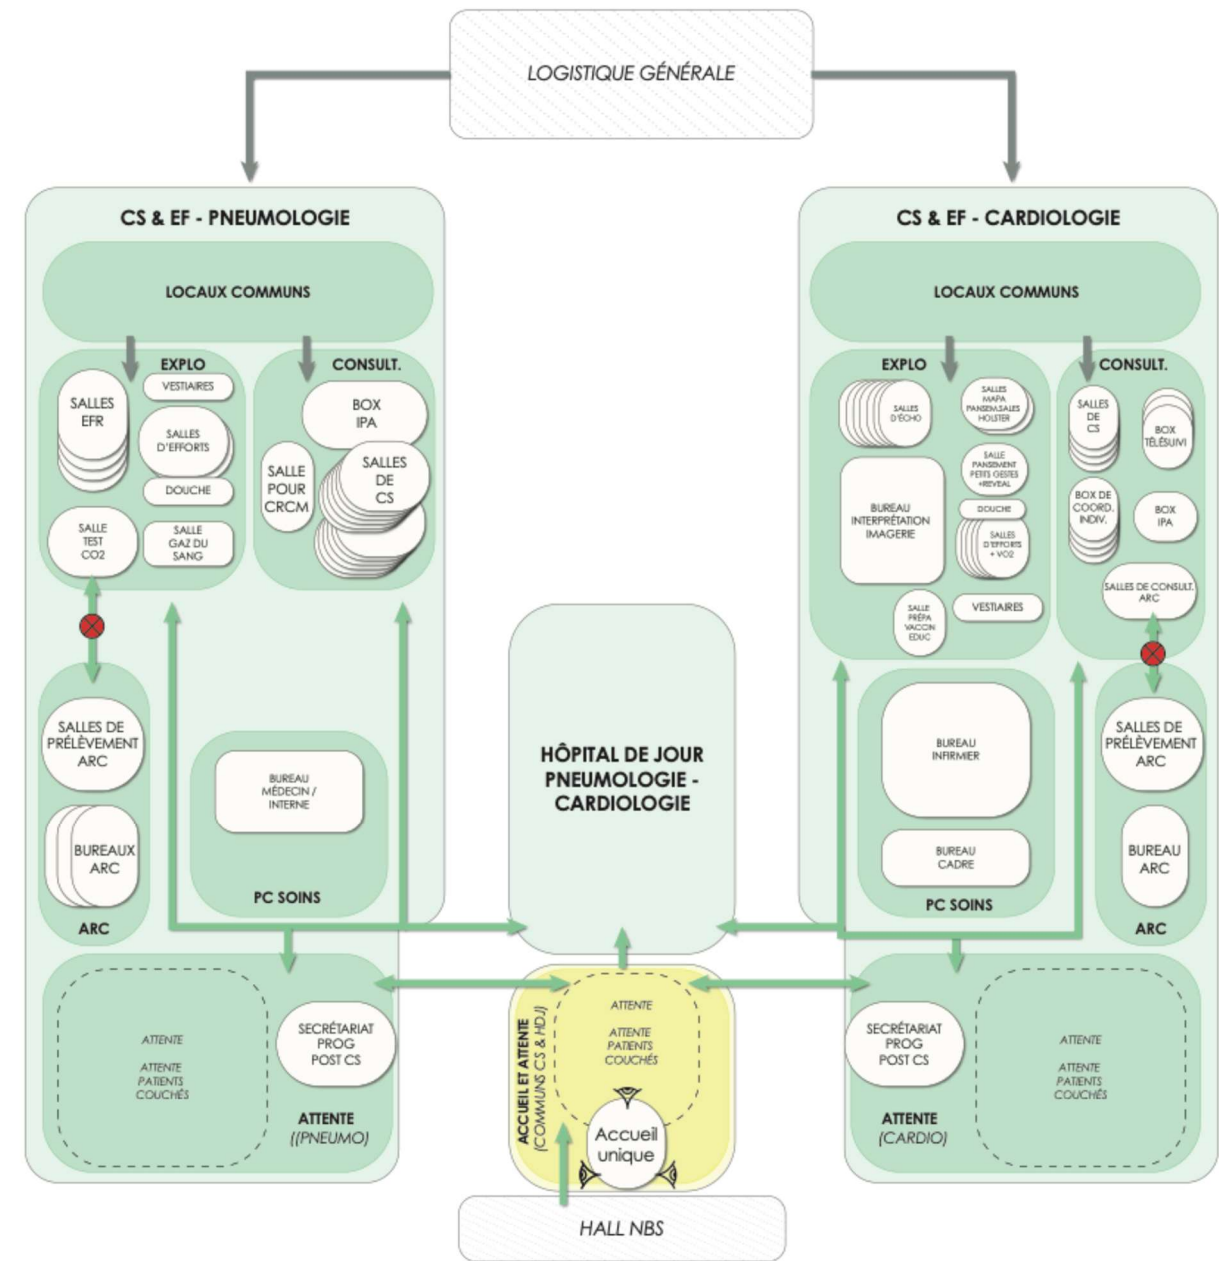 LOGISTIQUE GÉNÉRALE
CS & EF - PNEUMOLOGIE
LOCAUX COMMUNS
EXPLO
SALLES
EFR
VESTIAIRES
SALLES
D'EFFORTS
DOUCHE
SALLE
TEST
CO2
SALLE
GAZ DU
SANG
CONSULT.
BOX
IPA
SALLE
POUR
CRCM
SALLES
DE
CS
SALLES DE
PRÉLÈVEMENT
ARC
BUREAUX
ARC
ARC
BUREAU
MÉDECIN /
INTERNE
PC SOINS
ATTENTE
ATTENTE
PATIENTS
COUCHÉS
SECRÉTARIAT
PROG
POST CS
ATTENTE
((PNEUMO)
HÔPITAL DE JOUR
PNEUMOLOGIE -
CARDIOLOGIE
ACCUEIL ET ATTENTE
(COMMUNS CS & HDJ)
ATTENTE
ATTENTE
PATIENTS
COUCHÉS
Accueil
unique
HALL NBS
CS & EF - CARDIOLOGIE
LOCAUX COMMUNS
EXPLO
SALLES
D'ÉCHO
SALLES
MAPA
PANSEM.SALES
HOLSTER
BUREAU
INTERPRÉTATION
IMAGERIE
SALLE
PANSEMENT
PETITS GESTES
+REVEAL
DOUCHE
SALLES
D'EFFORTS
+ VO2
SALLE
PRÉPA
VACCIN
EDUC
VESTIAIRES
CONSULT.
SALLES
DE
CS
BOX
TÉLÉSUIVI
BOX DE
COORD.
INDIV.
BOX
IPA
SALLES DE CONSULT.
ARC
BUREAU
INFIRMIER
BUREAU
CADRE
PC SOINS
SALLES DE
PRÉLÈVEMENT
ARC
BUREAU
ARC
ARC
SECRÉTARIAT
PROG
POST CS
ATTENTE
(CARDIO)
ATTENTE
ATTENTE
PATIENTS
COUCHÉS